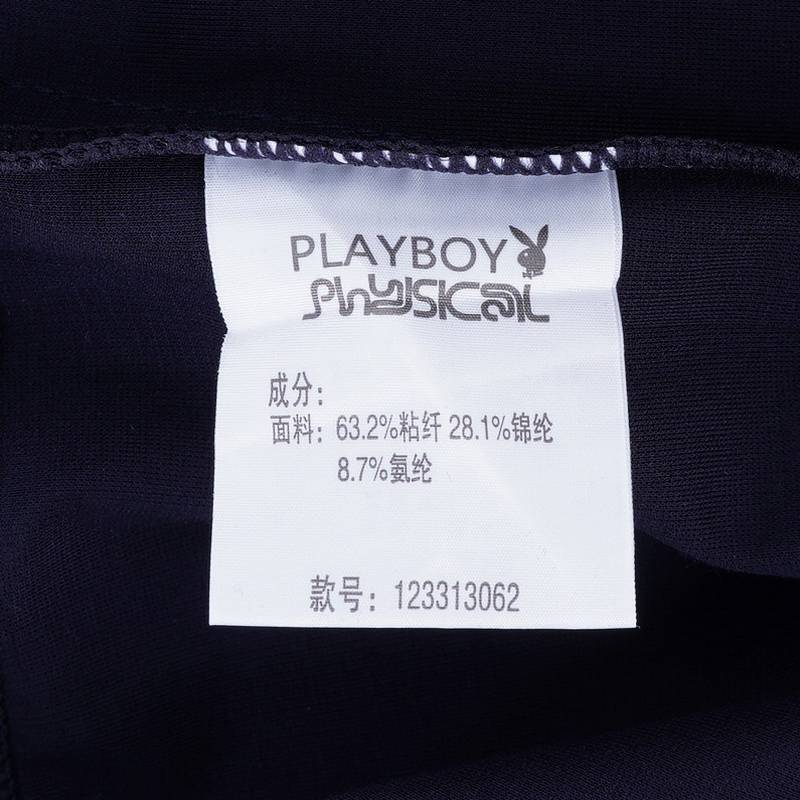 PLAYBOY
PhySICAL
成分:
面料: 63.2%粘纤 28.1%锦纶
8.7%氨纶
款号: 123313062